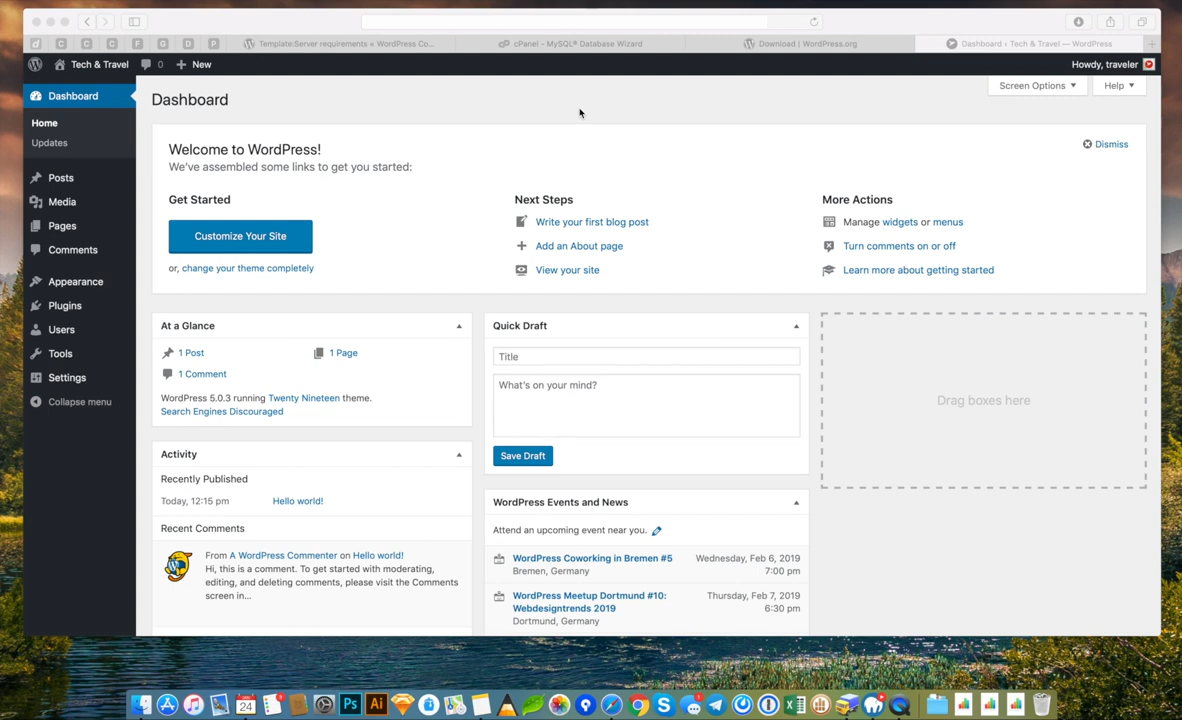 Template:Server requirements « WordPress Co...
cPanel - MySQL® Database Wizard
Download | WordPress.org
Dashboard ‹ Tech & Travel — WordPress
Tech & Travel
0
New
Howdy, traveler
Dashboard
Home
Updates
Posts
Media
Pages
Comments
Appearance
Plugins
Users
Tools
Settings
Collapse menu
Dashboard
Screen Options
Help
Welcome to WordPress!
We've assembled some links to get you started:
Dismiss
Get Started
Customize Your Site
or, change your theme completely
Next Steps
Write your first blog post
Add an About page
View your site
More Actions
Manage widgets or menus
Turn comments on or off
Learn more about getting started
At a Glance
1 Post
1 Page
1 Comment
WordPress 5.0.3 running Twenty Nineteen theme.
Search Engines Discouraged
Activity
Recently Published
Today, 12:15 pm Hello world!
Recent Comments
From A WordPress Commenter on Hello world!
Hi, this is a comment. To get started with moderating,
editing, and deleting comments, please visit the Comments
screen in...
Quick Draft
Title
What's on your mind?
Save Draft
WordPress Events and News
Attend an upcoming event near you.
WordPress Coworking in Bremen #5 Wednesday, Feb 6, 2019
Bremen, Germany 7:00 pm
WordPress Meetup Dortmund #10: Thursday, Feb 7, 2019
Webdesigntrends 2019 6:30 pm
Dortmund, Germany
Drag boxes here
24
Ps
Ai